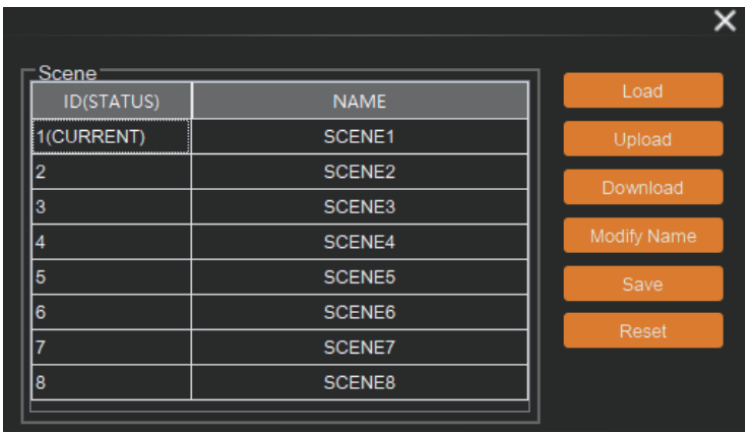 Scene
ID(STATUS) NAME
1(CURRENT) SCENE1
2 SCENE2
3 SCENE3
4 SCENE4
5 SCENE5
6 SCENE6
7 SCENE7
8 SCENE8
Load
Upload
Download
Modify Name
Save
Reset